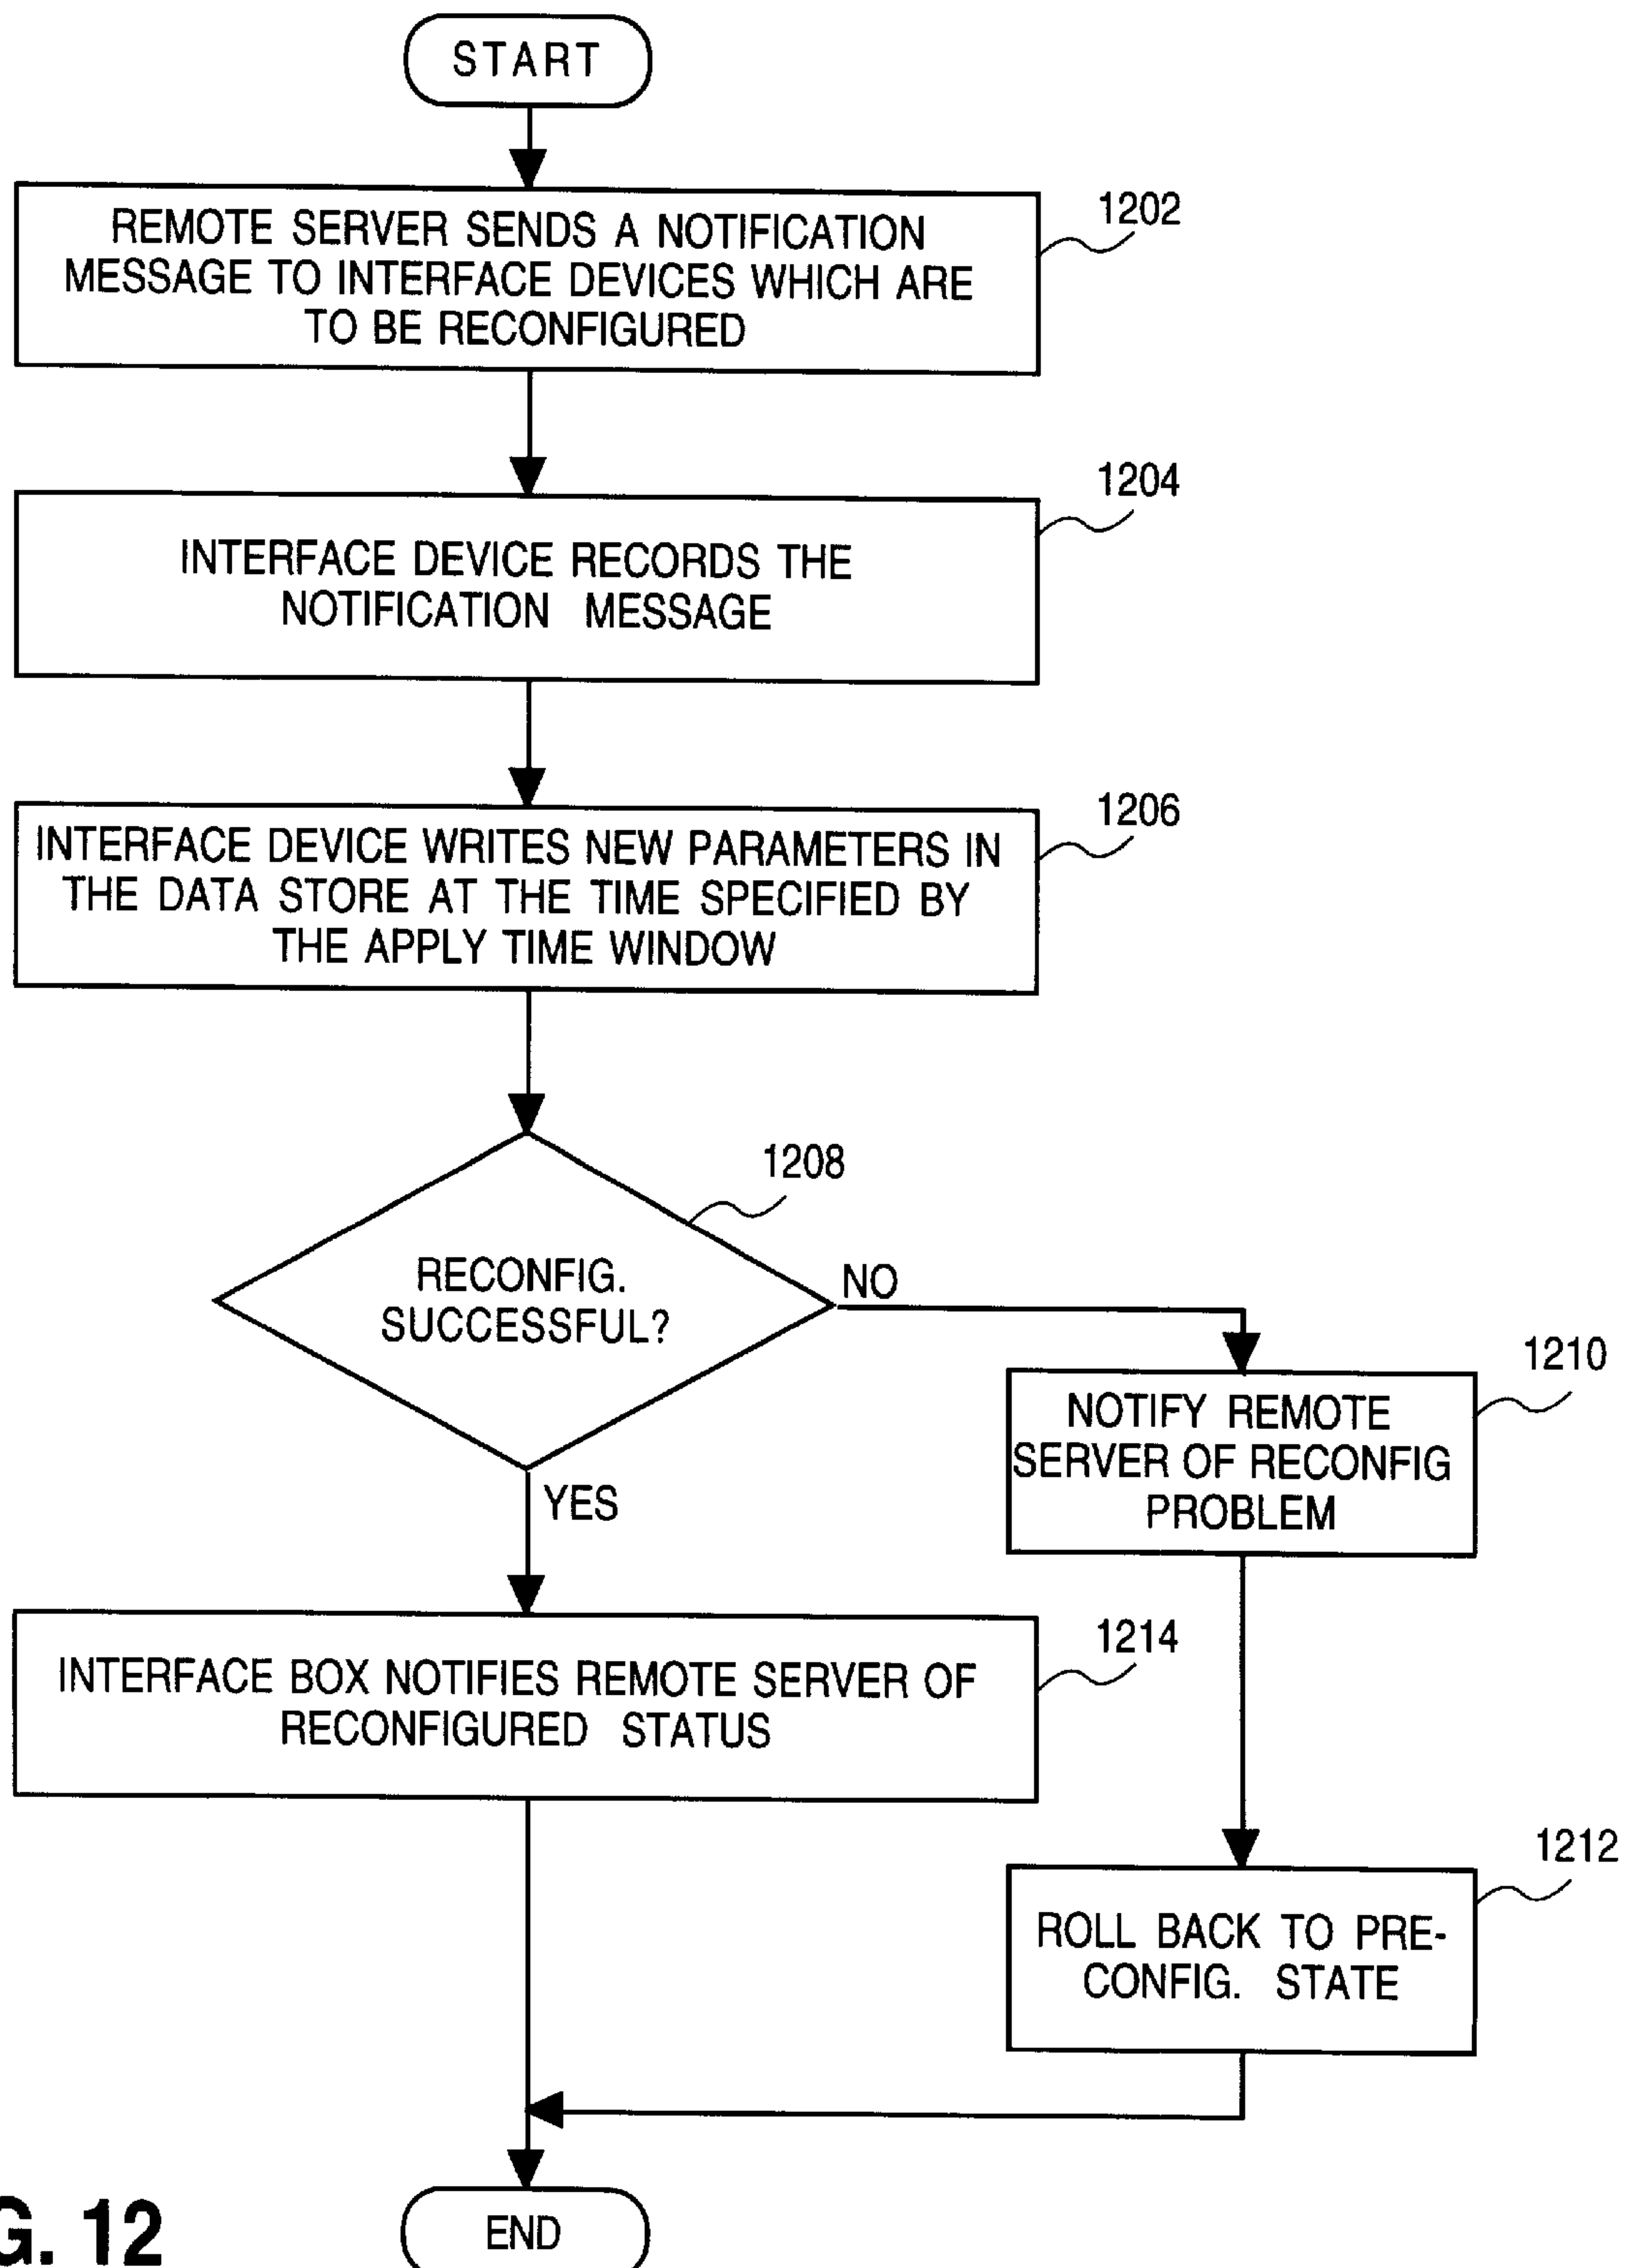 START
1202
REMOTE SERVER SENDS A NOTIFICATION
MESSAGE TO INTERFACE DEVICES WHICH ARE
TO BE RECONFIGURED
1204
INTERFACE DEVICE RECORDS THE
NOTIFICATION MESSAGE
1206
INTERFACE DEVICE WRITES NEW PARAMETERS IN
THE DATA STORE AT THE TIME SPECIFIED BY
THE APPLY TIME WINDOW
1208
RECONFIG.
SUCCESSFUL?
NO
1210
NOTIFY REMOTE
SERVER OF RECONFIG
PROBLEM
YES
1214
INTERFACE BOX NOTIFIES REMOTE SERVER OF
RECONFIGURED STATUS
1212
ROLL BACK TO PRE-
CONFIG. STATE
END
G. 12